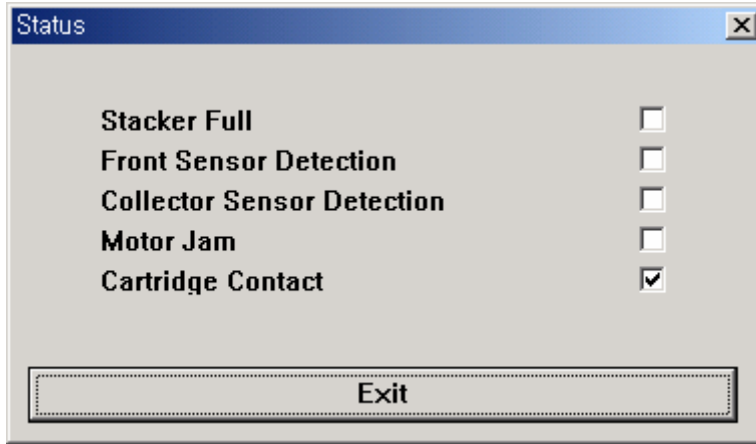 Status
Stacker Full
Front Sensor Detection
Collector Sensor Detection
Motor Jam
Cartridge Contact
Exit